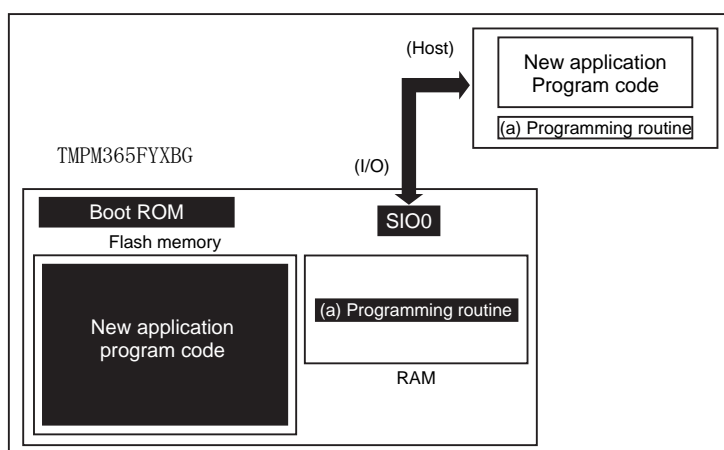 (Host)
New application
Program code
(a) Programming routine
TMPM365FYXBG
(I/O)
Boot ROM
SIO0
Flash memory
New application
program code
(a) Programming routine
RAM